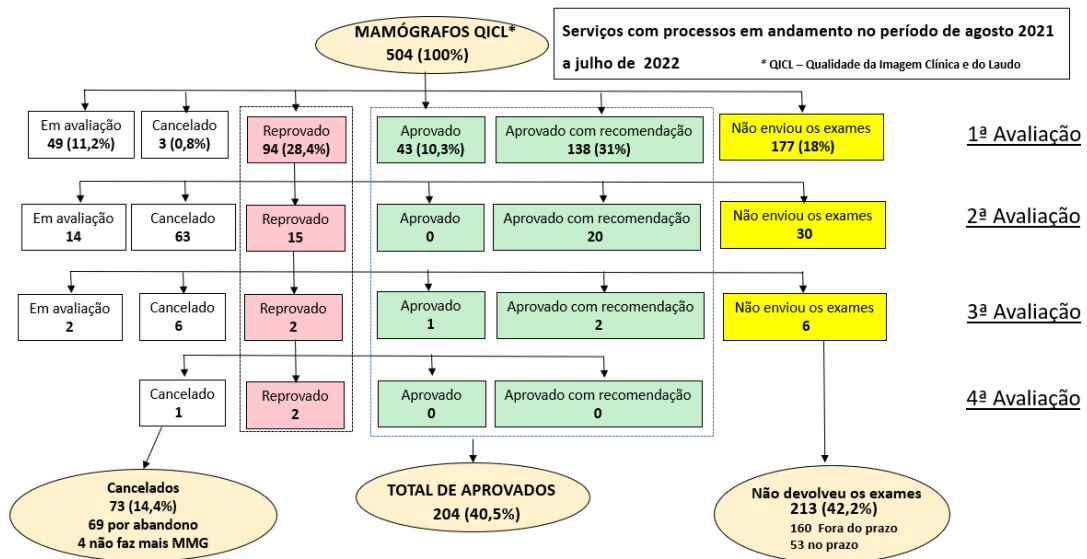 MAMÓGRAFOS QICL*
504 (100%)
Serviços com processos em andamento no período de agosto 2021
a julho de 2022 * QICL – Qualidade da Imagem Clínica e do Laudo
Em avaliação
49 (11,2%)
Cancelado
3 (0,8%)
Reprovado
94 (28,4%)
Aprovado
43 (10,3%)
Aprovado com recomendação
138 (31%)
Não enviou os exames
177 (18%)
1ª Avaliação
Em avaliação
14
Cancelado
63
Reprovado
15
Aprovado
0
Aprovado com recomendação
20
Não enviou os exames
30
2ª Avaliação
Em avaliação
2
Cancelado
6
Reprovado
2
Aprovado
1
Aprovado com recomendação
2
Não enviou os exames
6
3ª Avaliação
Cancelado
1
Reprovado
2
Aprovado
0
Aprovado com recomendação
0
4ª Avaliação
Cancelados
73 (14,4%)
69 por abandono
4 não faz mais MMG
TOTAL DE APROVADOS
204 (40,5%)
Não devolveu os exames
213 (42,2%)
160 Fora do prazo
53 no prazo